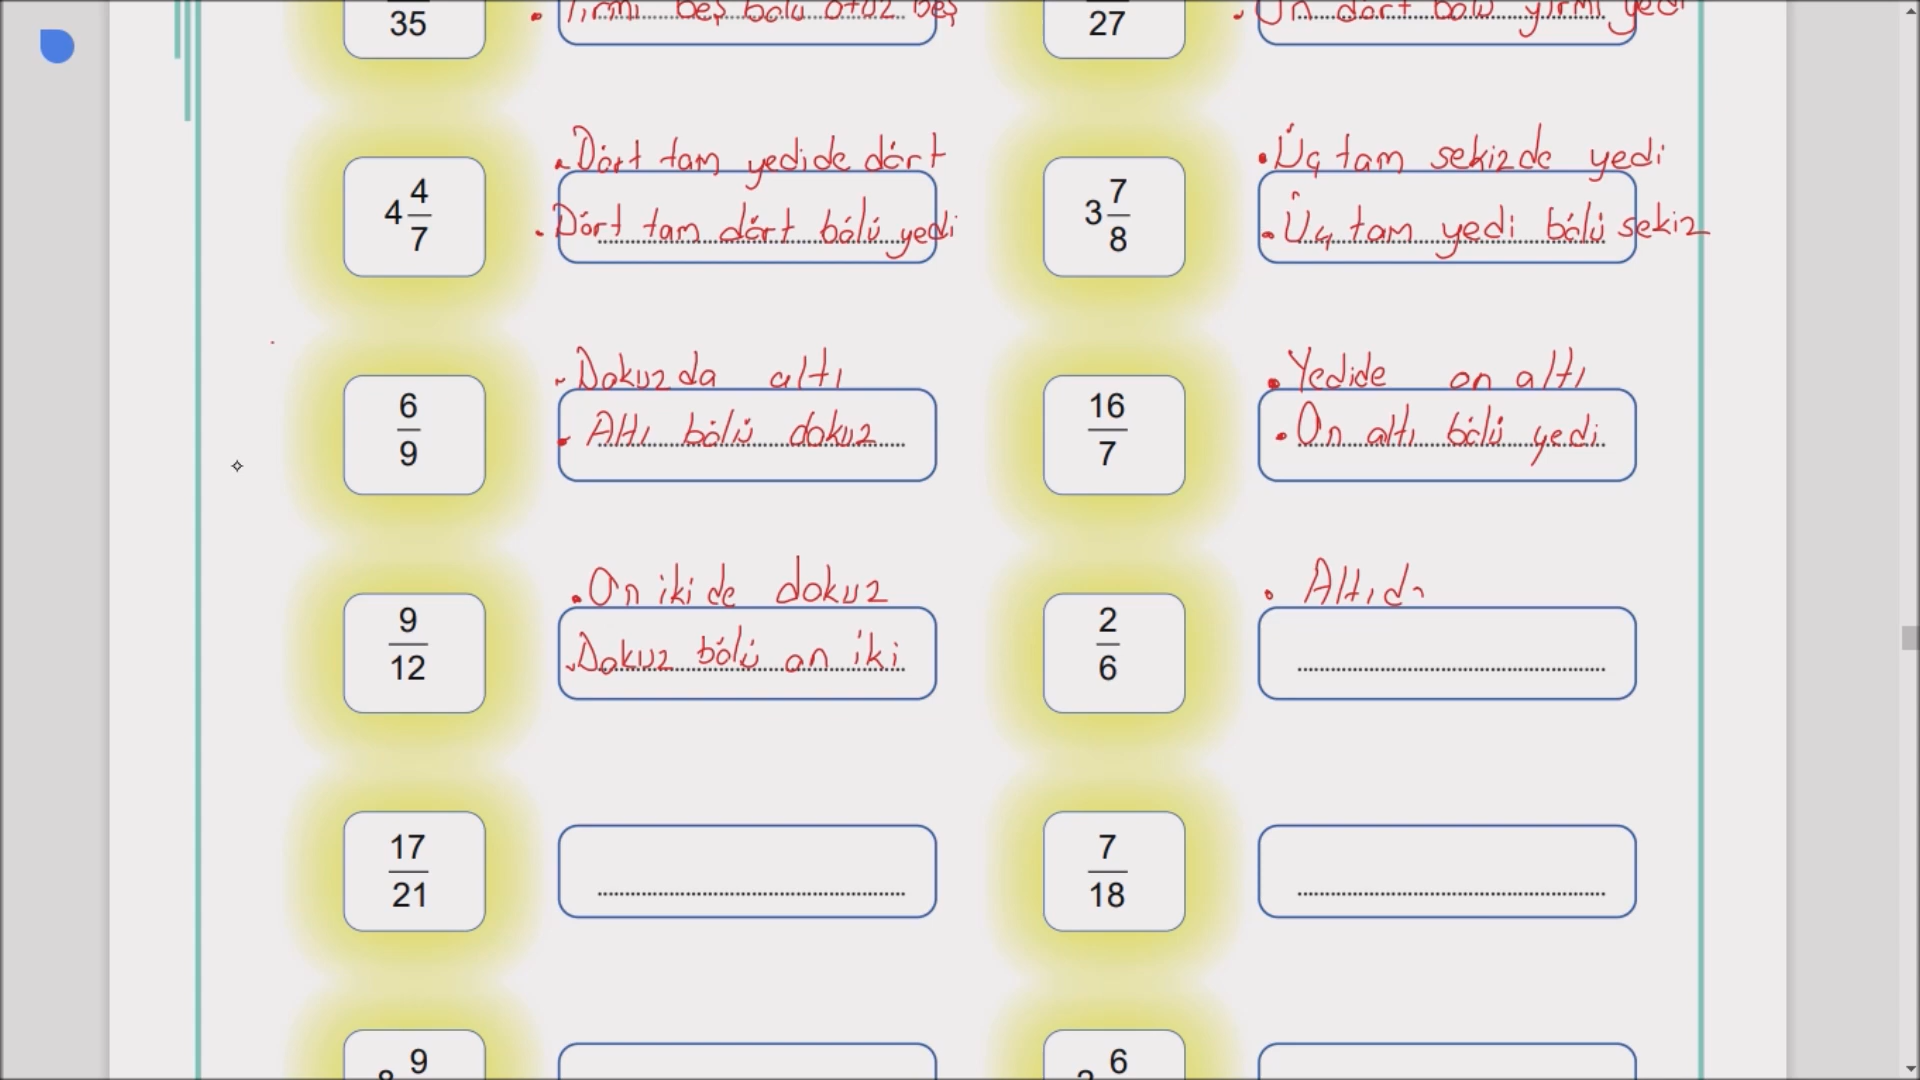 35
• Yirmi beş bölü otuz beş
27
• On dört bölü yirmi yedi
4 4/7
• Dört tam yedide dört
• Dört tam dört bölü yedi
3 7/8
• Üç tam sekizde yedi
• Üç tam yedi bölü sekiz
6/9
• Dokuzda altı
• Altı bölü dokuz
16/7
• Yedide on altı
• On altı bölü yedi
9/12
• On ikide dokuz
• Dokuz bölü on iki
2/6
• Altıd
17/21
7/18
9
6